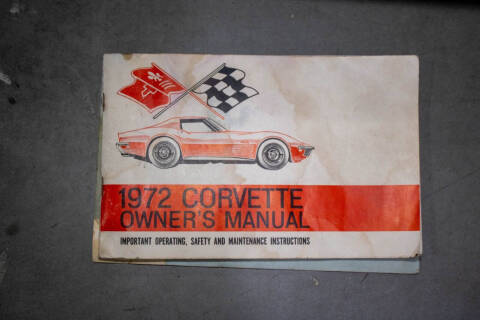 1972 CORVETTE
OWNER'S MANUAL
IMPORTANT OPERATING, SAFETY AND MAINTENANCE INSTRUCTIONS